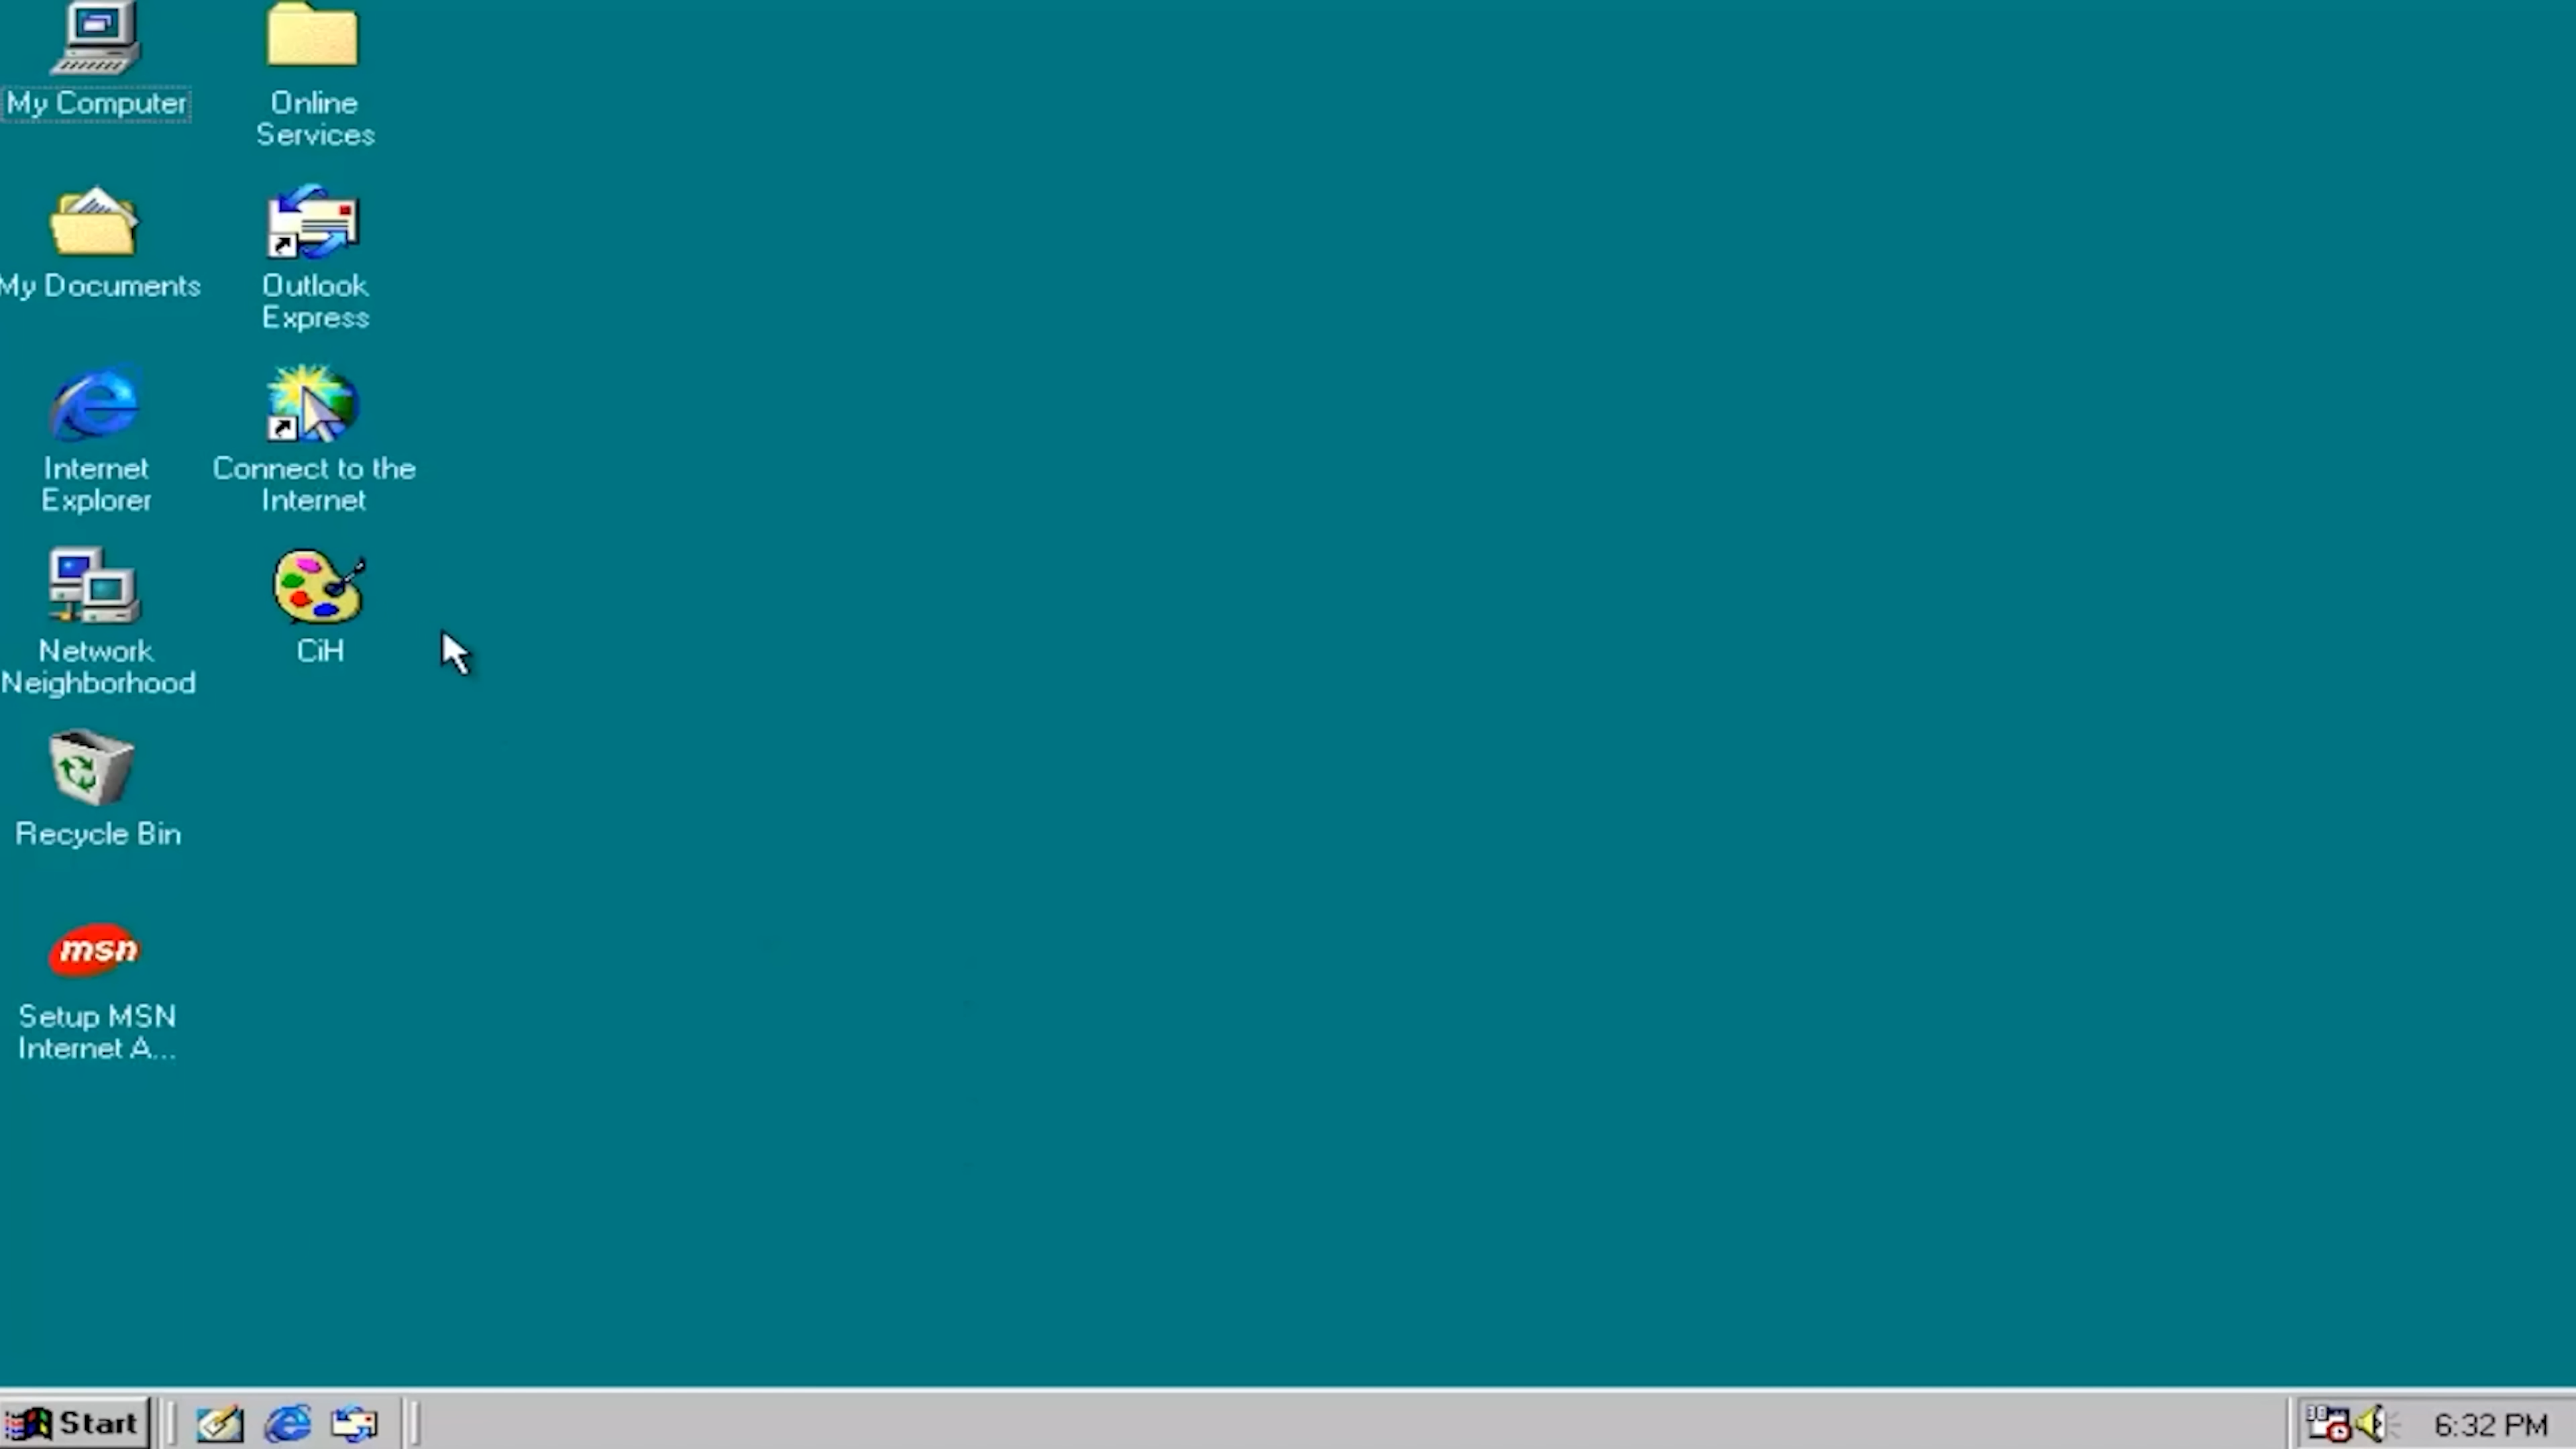 My Computer
Online
Services
My Documents
Outlook
Express
Internet
Explorer
Connect to the
Internet
Network
Neighborhood
CiH
Recycle Bin
msn
Setup MSN
Internet A...
Start
6:32 PM